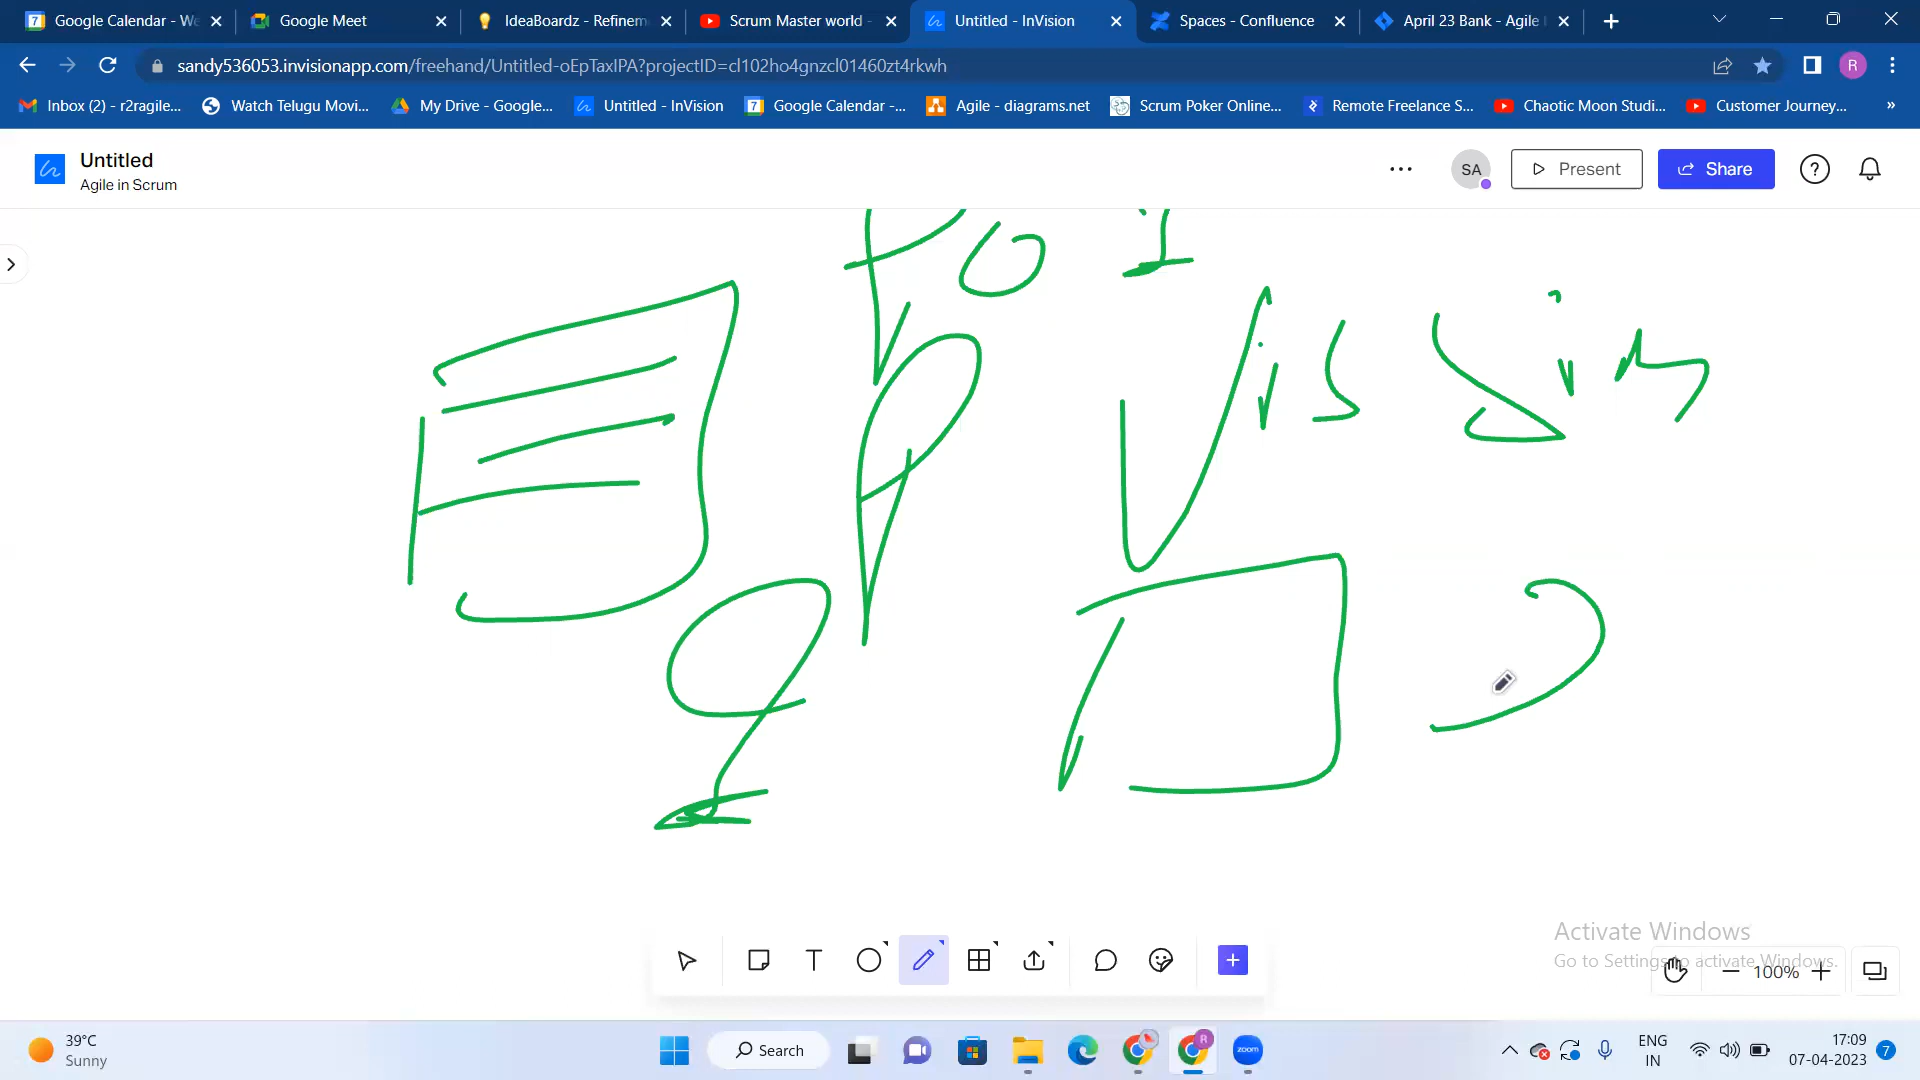 Google Calendar - We
Google Meet
IdeaBoardz - Refinem
Scrum Master world -
Untitled - InVision
Spaces - Confluence
April 23 Bank - Agile
sandy536053.invisionapp.com/freehand/Untitled-oEpTaxIPA?projectID=cl102ho4gnzcl01460zt4rkwh
R
Inbox (2) - r2ragile...
Watch Telugu Movi...
My Drive - Google...
Untitled - InVision
Google Calendar -...
Agile - diagrams.net
Scrum Poker Online...
Remote Freelance S...
Chaotic Moon Studi...
Customer Journey...
»
Untitled
Agile in Scrum
SA
Present
Share
Activate Windows
Go to Settings to activate Windows.
100%
39°C
Sunny
Search
zoom
ENG
IN
17:09
07-04-2023
7